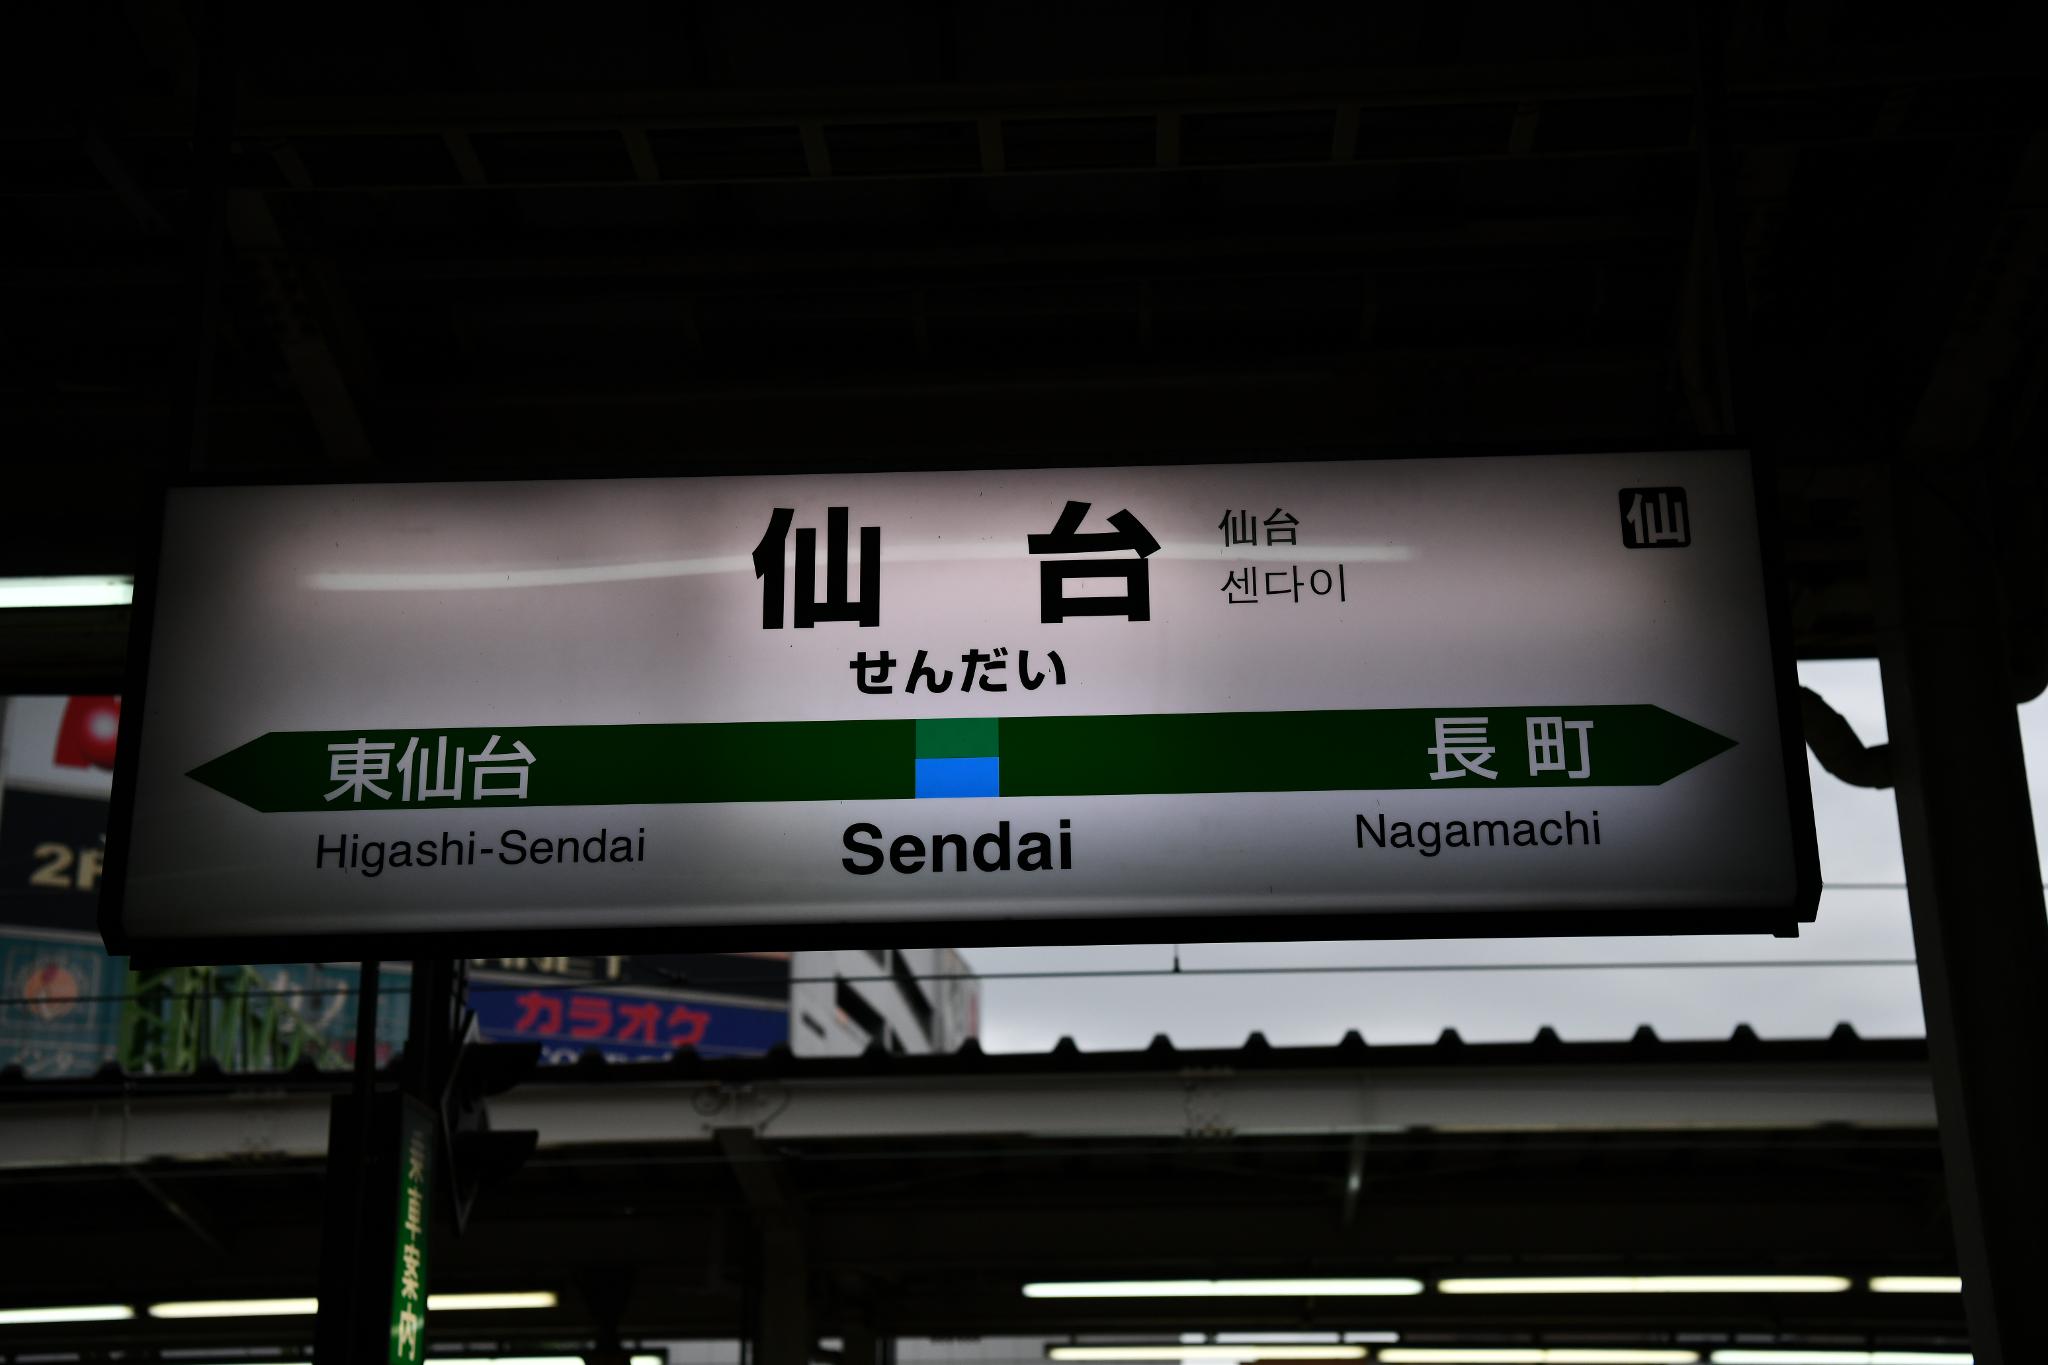 仙台
仙台
센다이
仙
せんだい
東仙台
長町
Higashi-Sendai
Sendai
Nagamachi
カラオケ